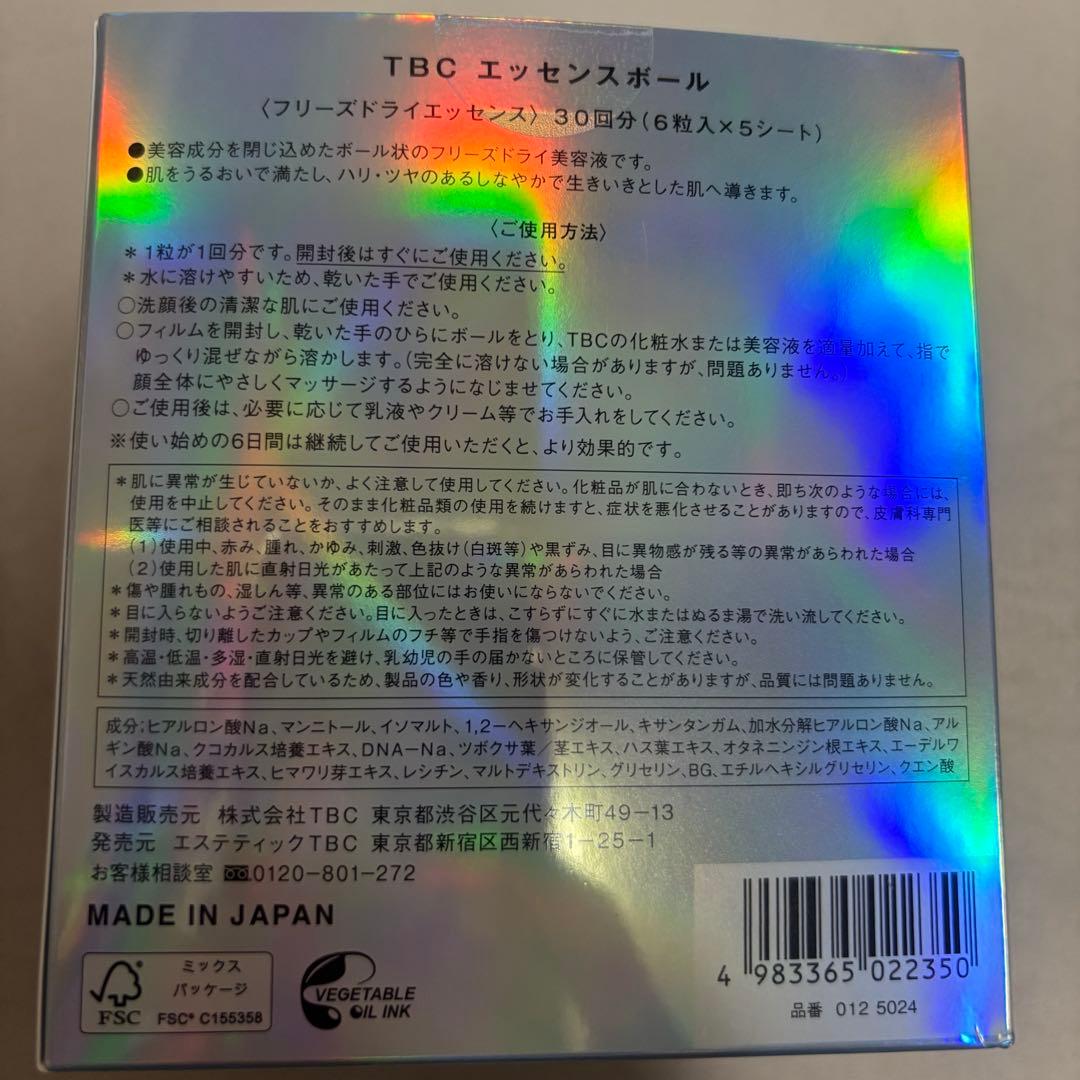 TBC エッセンスボール
〈フリーズドライエッセンス〉30回分(6粒入×5シート)
●美容成分を閉じ込めたボール状のフリーズドライ美容液です。
●肌をうるおいで満たし、ハリ・ツヤのあるしなやかで生きいきとした肌へ導きます。
〈ご使用方法〉
＊1粒が1回分です。開封後はすぐにご使用ください。
＊水に溶けやすいため、乾いた手でご使用ください。
○洗顔後の清潔な肌にご使用ください。
○フィルムを開封し、乾いた手のひらにボールをとり、TBCの化粧水または美容液を適量加えて、指で
ゆっくり混ぜながら溶かします。(完全に溶けない場合がありますが、問題ありません。)
顔全体にやさしくマッサージするようになじませてください。
○ご使用後は、必要に応じて乳液やクリーム等でお手入れをしてください。
※使い始めの6日間は継続してご使用いただくと、より効果的です。
＊肌に異常が生じていないか、よく注意して使用してください。化粧品が肌に合わないとき、即ち次のような場合には、
使用を中止してください。そのまま化粧品類の使用を続けますと、症状を悪化させることがありますので、皮膚科専門
医等にご相談されることをおすすめします。
(1)使用中、赤み、腫れ、かゆみ、刺激、色抜け(白斑等)や黒ずみ、目に異物感が残る等の異常があらわれた場合
(2)使用した肌に直射日光があたって上記のような異常があらわれた場合
＊傷や腫れもの、湿しん等、異常のある部位にはお使いにならないでください。
＊目に入らないようご注意ください。目に入ったときは、こすらずにすぐに水またはぬるま湯で洗い流してください。
＊開封時、切り離したカップやフィルムのフチ等で手指を傷つけないよう、ご注意ください。
＊高温・低温・多湿・直射日光を避け、乳幼児の手の届かないところに保管してください。
＊天然由来成分を配合しているため、製品の色や香り、形状が変化することがありますが、品質には問題ありません。
成分;ヒアルロン酸Na、マンニトール、イソマルト、1,2-ヘキサンジオール、キサンタンガム、加水分解ヒアルロン酸Na、アル
ギン酸Na、クコカルス培養エキス、DNA-Na、ツボクサ葉／茎エキス、ハス葉エキス、オタネニンジン根エキス、エーデルワ
イスカルス培養エキス、ヒマワリ芽エキス、レシチン、マルトデキストリン、グリセリン、BG、エチルヘキシルグリセリン、クエン酸
製造販売元 株式会社TBC 東京都渋谷区元代々木町49-13
発売元 エステティックTBC 東京都新宿区西新宿1-25-1
お客様相談室 0120-801-272
MADE IN JAPAN
FSC
ミックス
パッケージ
FSC® C155358
VEGETABLE
OIL INK
4 983365 022350
品番 012 5024